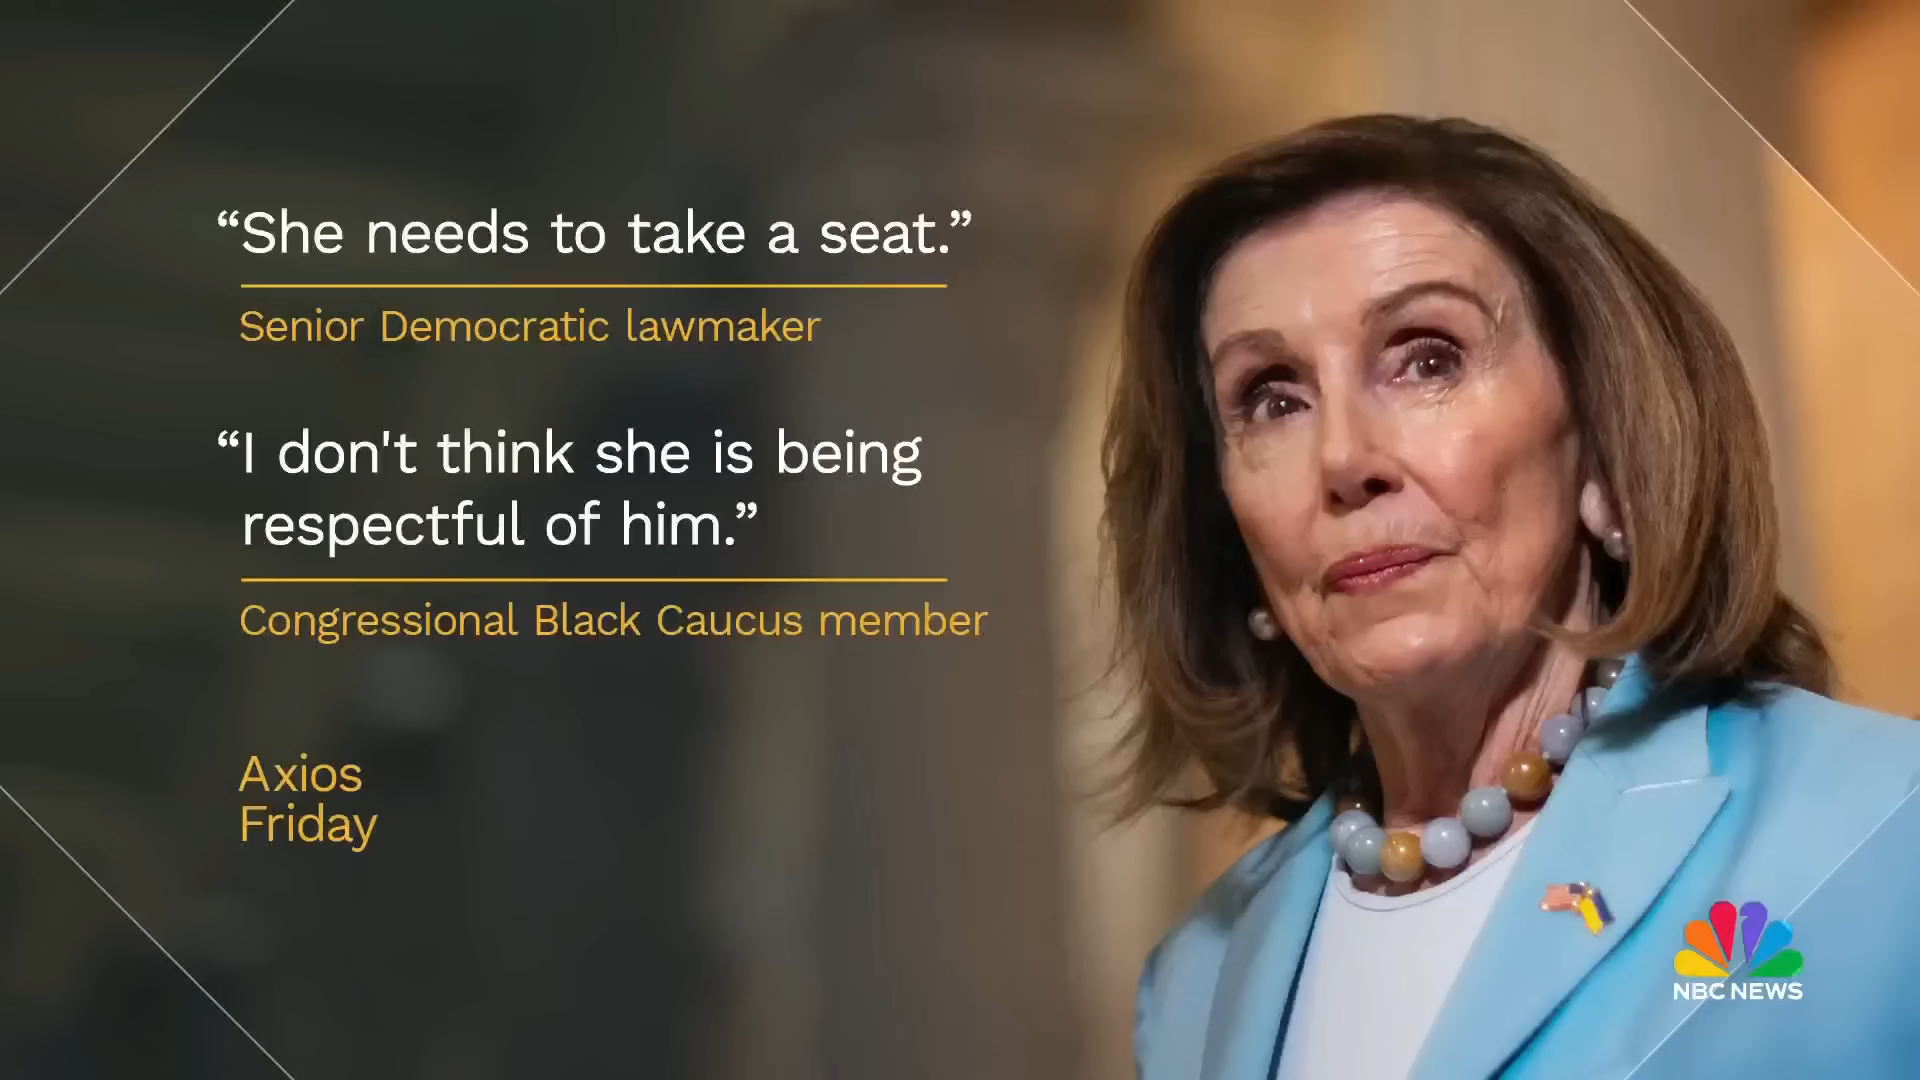 “She needs to take a seat.”
Senior Democratic lawmaker
“I don't think she is being
respectful of him.”
Congressional Black Caucus member
Axios
Friday
NBC NEWS